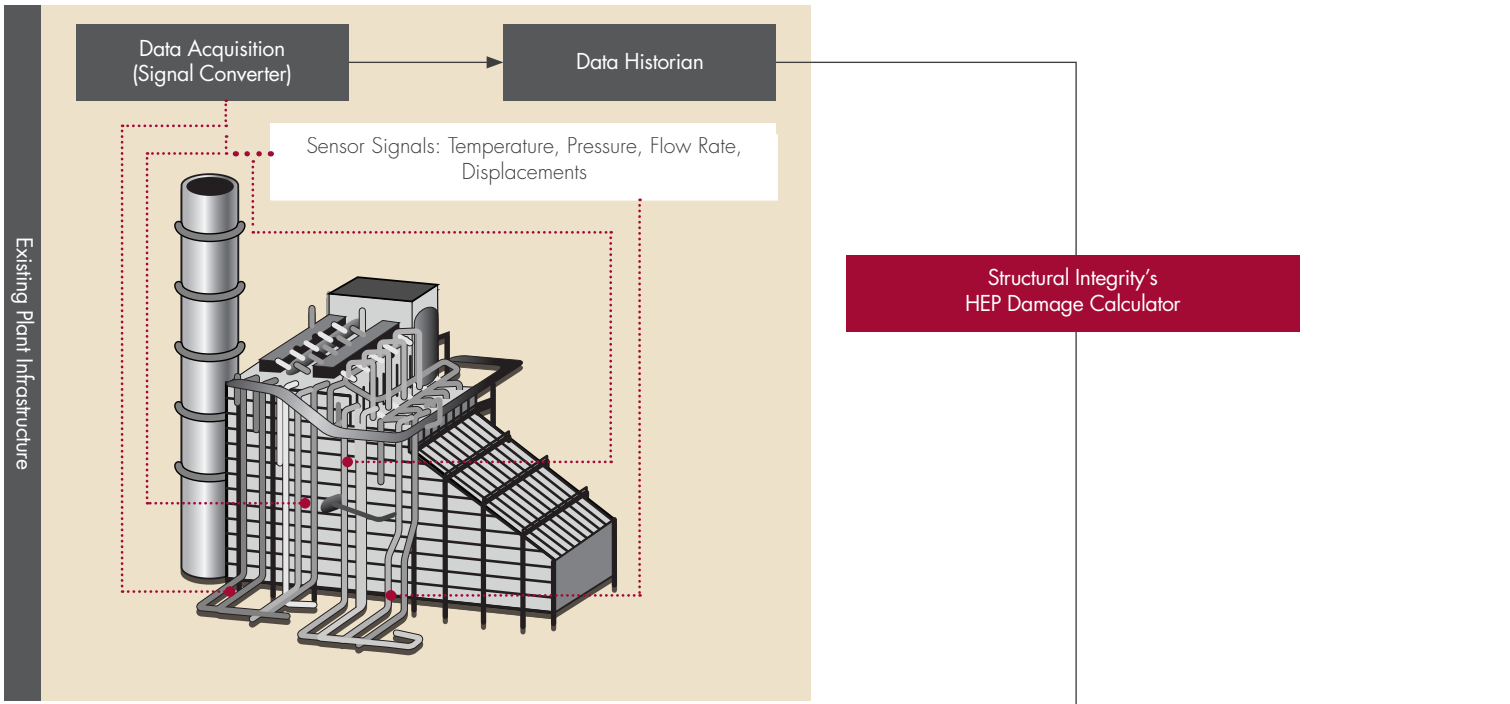 Data Acquisition
(Signal Converter)
Data Historian
Sensor Signals: Temperature, Pressure, Flow Rate,
Displacements
Existing Plant Infrastructure
Structural Integrity’s
HEP Damage Calculator